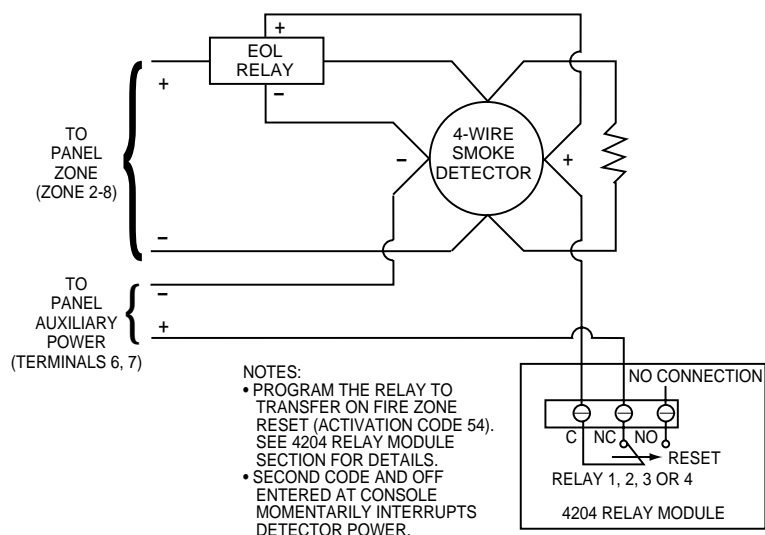 +
EOL
RELAY
+
−
TO
PANEL
ZONE
(ZONE 2-8)
4-WIRE
SMOKE
DETECTOR
−
+
−
TO
PANEL
AUXILIARY
POWER
(TERMINALS 6, 7)
−
+
NOTES:
• PROGRAM THE RELAY TO
TRANSFER ON FIRE ZONE
RESET (ACTIVATION CODE 54).
SEE 4204 RELAY MODULE
SECTION FOR DETAILS.
• SECOND CODE AND OFF
ENTERED AT CONSOLE
MOMENTARILY INTERRUPTS
DETECTOR POWER.
NO CONNECTION
C NC NO
RESET
RELAY 1, 2, 3 OR 4
4204 RELAY MODULE